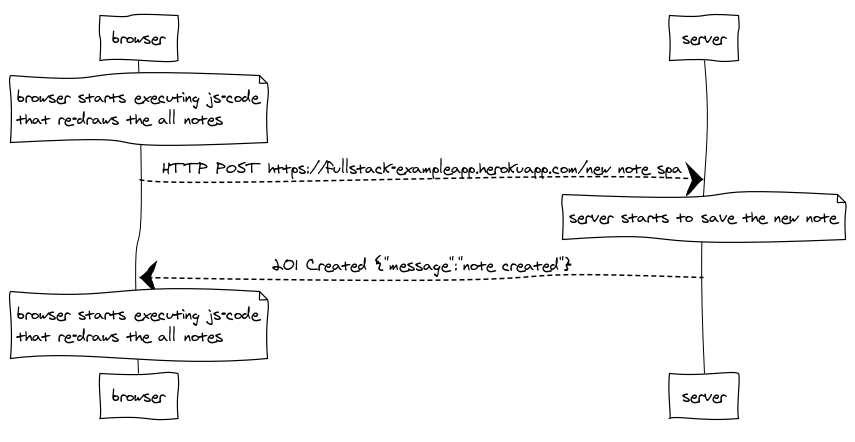 browser
server
browser starts executing js-code
that re-draws the all notes
HTTP POST https://fullstack-exampleapp.herokuapp.com/new_note_spa
server starts to save the new note
201 Created {"message":"note created"}
browser starts executing js-code
that re-draws the all notes
browser
server